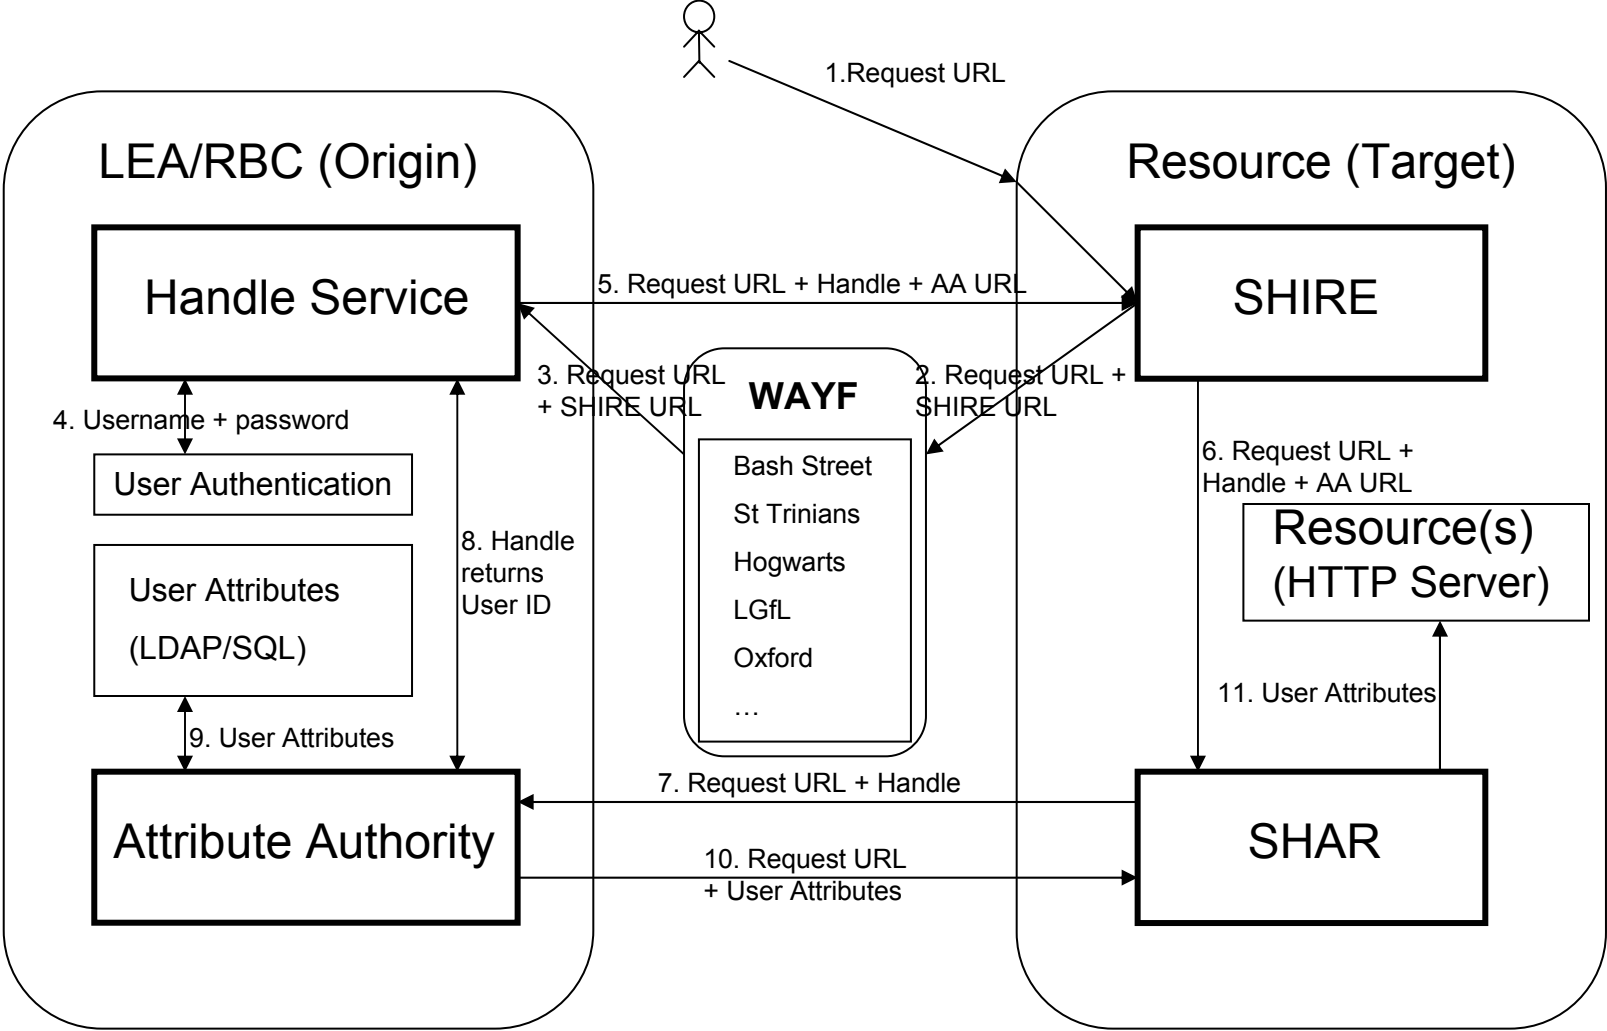 1.Request URL
LEA/RBC (Origin)
Resource (Target)
Handle Service
5. Request URL + Handle + AA URL
SHIRE
3. Request URL
+ SHIRE URL
WAYF
2. Request URL +
SHIRE URL
4. Username + password
User Authentication
Bash Street
St Trinians
Hogwarts
LGfL
Oxford
…
6. Request URL +
Handle + AA URL
Resource(s)
(HTTP Server)
8. Handle
returns
User ID
User Attributes
(LDAP/SQL)
11. User Attributes
9. User Attributes
7. Request URL + Handle
Attribute Authority
10. Request URL
+ User Attributes
SHAR